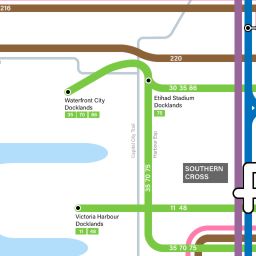 216
220
30 35 86
Waterfront City
Docklands
35 70 86
Etihad Stadium
Docklands
75
Capital City Trail
Harbour Esp
35 70 75
SOUTHERN
CROSS
11 48
Victoria Harbour
Docklands
11 48
35 70 75